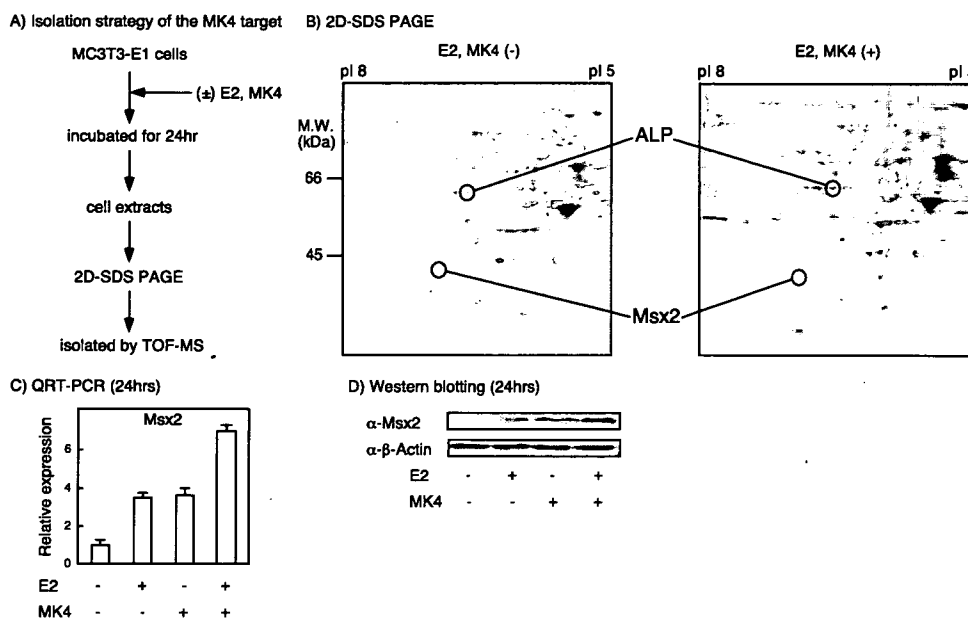 A) Isolation strategy of the MK4 target
MC3T3-E1 cells
(±) E2, MK4
incubated for 24hr
cell extracts
2D-SDS PAGE
isolated by TOF-MS
B) 2D-SDS PAGE
E2, MK4 (-)
E2, MK4 (+)
pI 8
pI 5
pI 8
pI
M.W.
(kDa)
66
45
ALP
Msx2
C) QRT-PCR (24hrs)
Msx2
Relative expression
6
4
2
0
E2 - + - +
MK4 - - + +
D) Western blotting (24hrs)
α-Msx2
α-β-Actin
E2 - + - +
MK4 - - + +